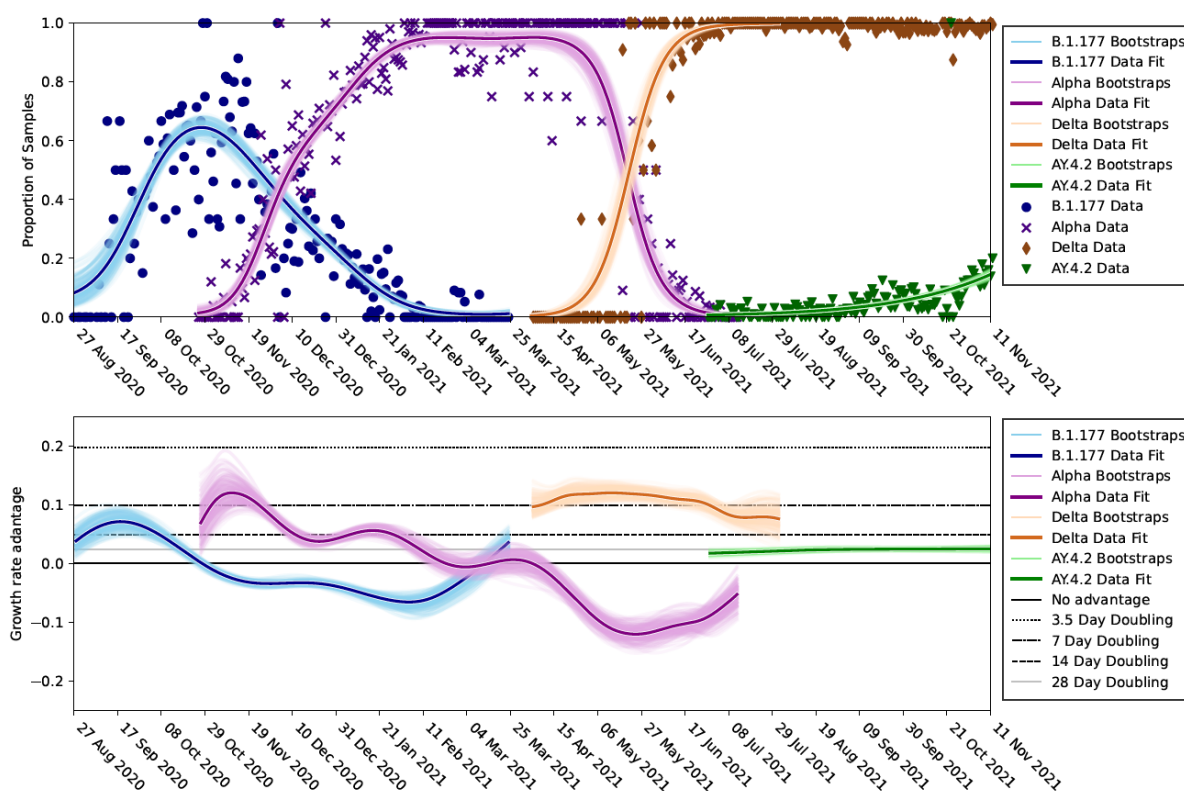 1.0
0.8
0.6
0.4
0.2
0.0
Proportion of Samples
27 Aug 2020
17 Sep 2020
08 Oct 2020
29 Oct 2020
19 Nov 2020
10 Dec 2020
31 Dec 2020
21 Jan 2021
11 Feb 2021
04 Mar 2021
25 Mar 2021
15 Apr 2021
06 May 2021
27 May 2021
17 Jun 2021
08 Jul 2021
29 Jul 2021
19 Aug 2021
09 Sep 2021
30 Sep 2021
21 Oct 2021
11 Nov 2021
B.1.177 Bootstraps
B.1.177 Data Fit
Alpha Bootstraps
Alpha Data Fit
Delta Bootstraps
Delta Data Fit
AY.4.2 Bootstraps
AY.4.2 Data Fit
B.1.177 Data
Alpha Data
Delta Data
AY.4.2 Data
0.2
0.1
0.0
−0.1
−0.2
Growth rate adantage
27 Aug 2020
17 Sep 2020
08 Oct 2020
29 Oct 2020
19 Nov 2020
10 Dec 2020
31 Dec 2020
21 Jan 2021
11 Feb 2021
04 Mar 2021
25 Mar 2021
15 Apr 2021
06 May 2021
27 May 2021
17 Jun 2021
08 Jul 2021
29 Jul 2021
19 Aug 2021
09 Sep 2021
30 Sep 2021
21 Oct 2021
11 Nov 2021
B.1.177 Bootstraps
B.1.177 Data Fit
Alpha Bootstraps
Alpha Data Fit
Delta Bootstraps
Delta Data Fit
AY.4.2 Bootstraps
AY.4.2 Data Fit
No advantage
3.5 Day Doubling
7 Day Doubling
14 Day Doubling
28 Day Doubling